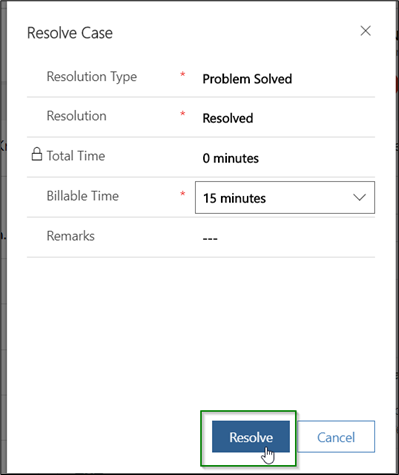 Resolve Case
Resolution Type * Problem Solved
Resolution * Resolved
Total Time 0 minutes
Billable Time * 15 minutes
Remarks ---
Resolve Cancel